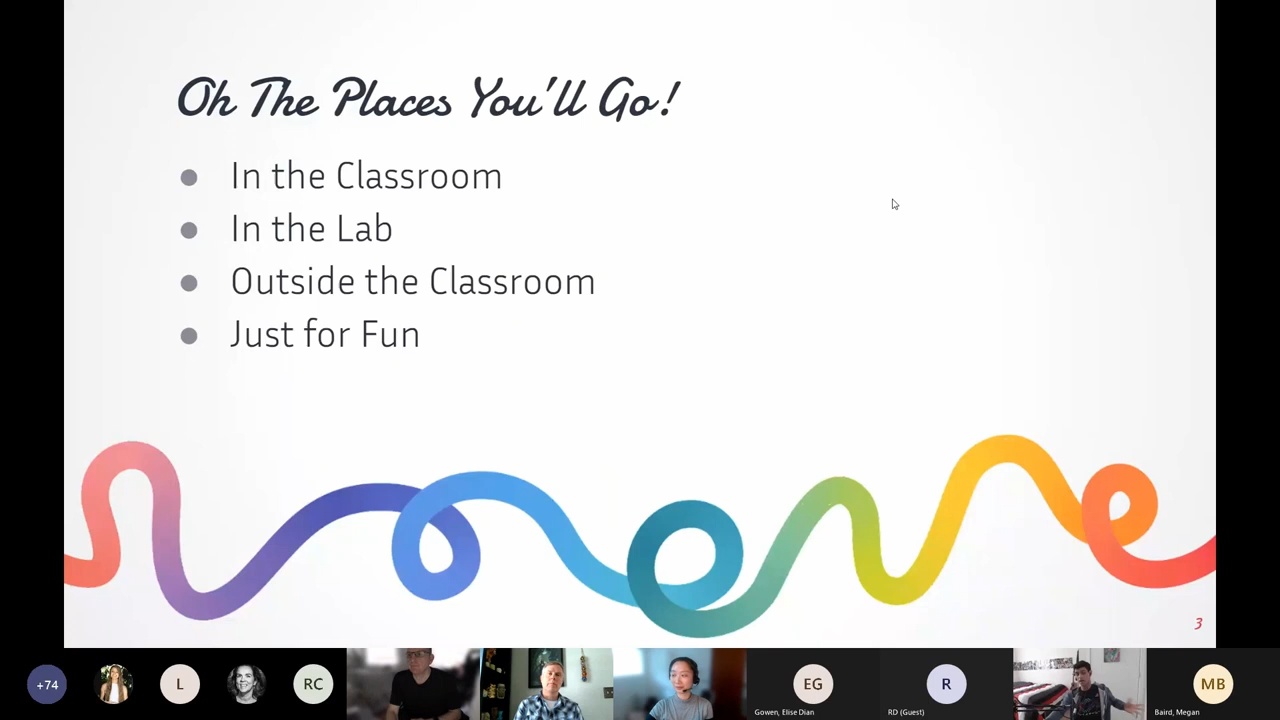 Oh The Places You'll Go!
In the Classroom
In the Lab
Outside the Classroom
Just for Fun
3
+74
L
RC
EG
Gowen, Elise Dian
R
RD (Guest)
MB
Baird, Megan